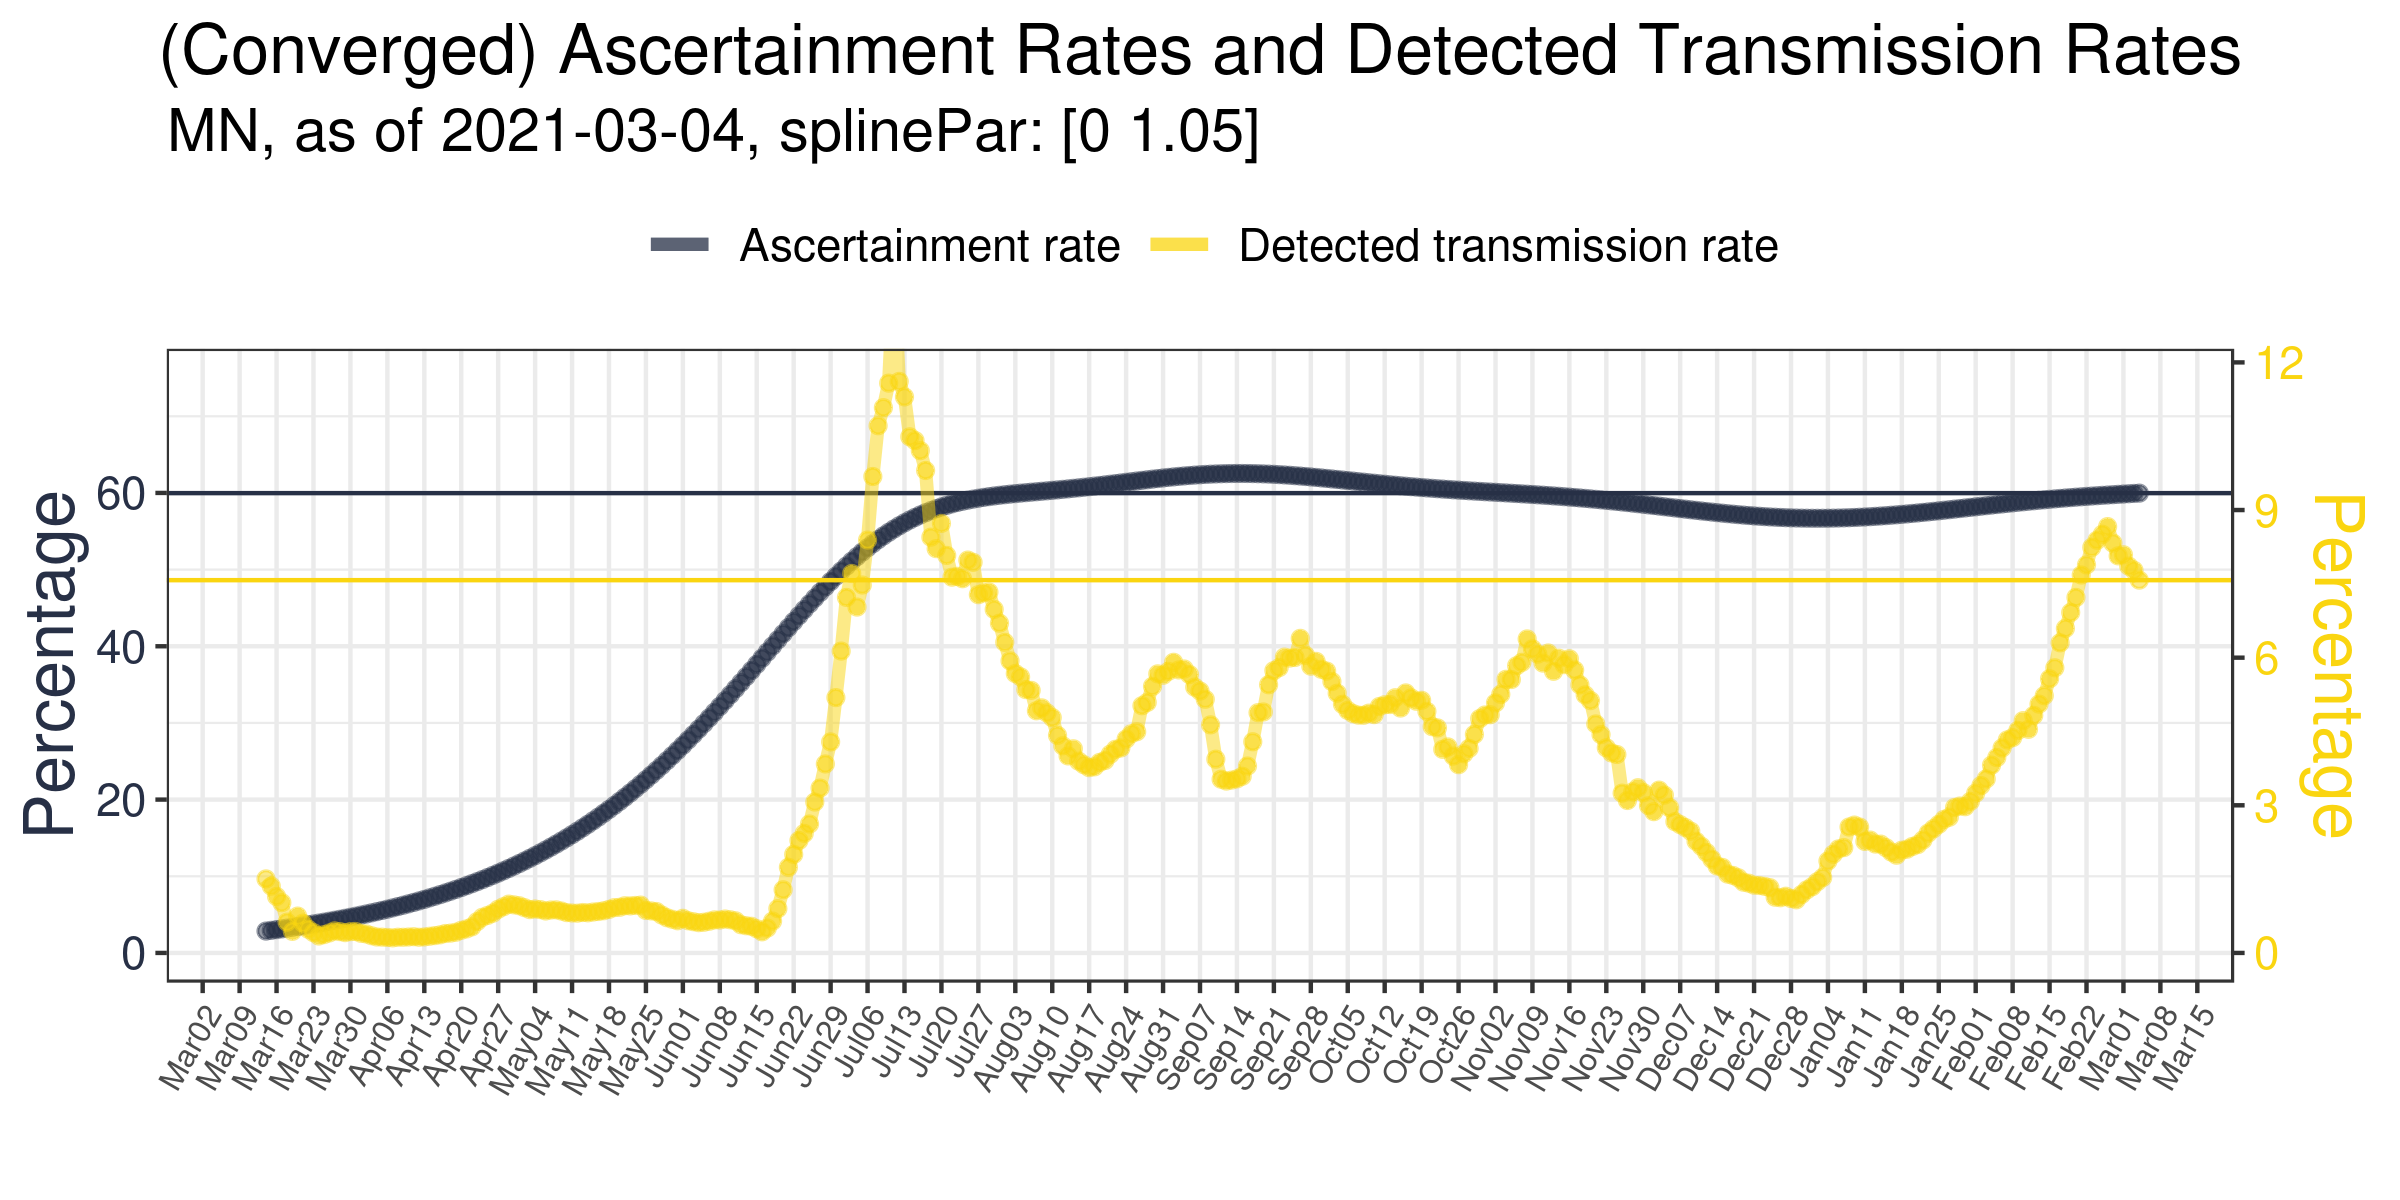 (Converged) Ascertainment Rates and Detected Transmission Rates
MN, as of 2021-03-04, splinePar: [0 1.05]
Ascertainment rate
Detected transmission rate
Percentage
60
40
20
0
12
9
6
3
0
Percentage
Mar02
Mar09
Mar16
Mar23
Mar30
Apr06
Apr13
Apr20
Apr27
May04
May11
May18
May25
Jun01
Jun08
Jun15
Jun22
Jun29
Jul06
Jul13
Jul20
Jul27
Aug03
Aug10
Aug17
Aug24
Aug31
Sep07
Sep14
Sep21
Sep28
Oct05
Oct12
Oct19
Oct26
Nov02
Nov09
Nov16
Nov23
Nov30
Dec07
Dec14
Dec21
Dec28
Jan04
Jan11
Jan18
Jan25
Feb01
Feb08
Feb15
Feb22
Mar01
Mar08
Mar15